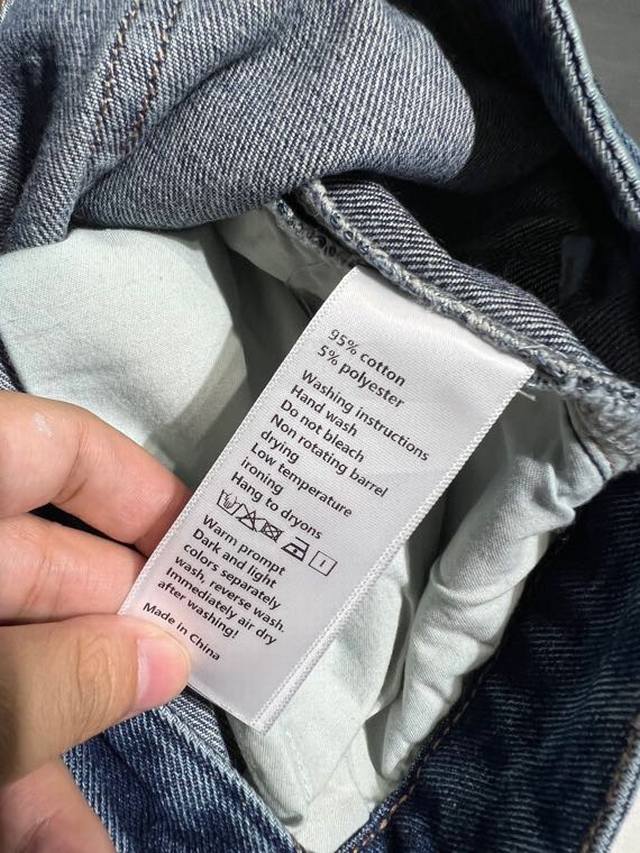 95% cotton
5% polyester
Washing instructions
Hand wash
Do not bleach
Non rotating barrel
drying
Low temperature
ironing
Hang to dryons
Warm prompt
Dark and light
colors separately
wash, reverse wash.
Immediately air dry
after washing!
Made in China